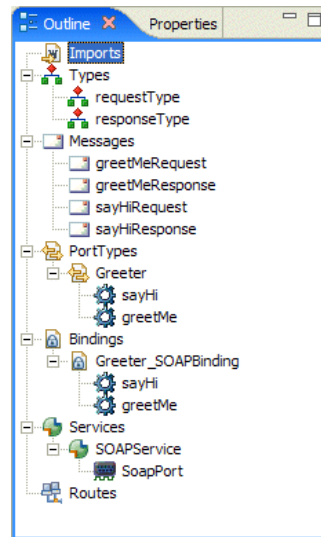 Outline Properties
Imports
Types
requestType
responseType
Messages
greetMeRequest
greetMeResponse
sayHiRequest
sayHiResponse
PortTypes
Greeter
sayHi
greetMe
Bindings
Greeter_SOAPBinding
sayHi
greetMe
Services
SOAPService
SoapPort
Routes